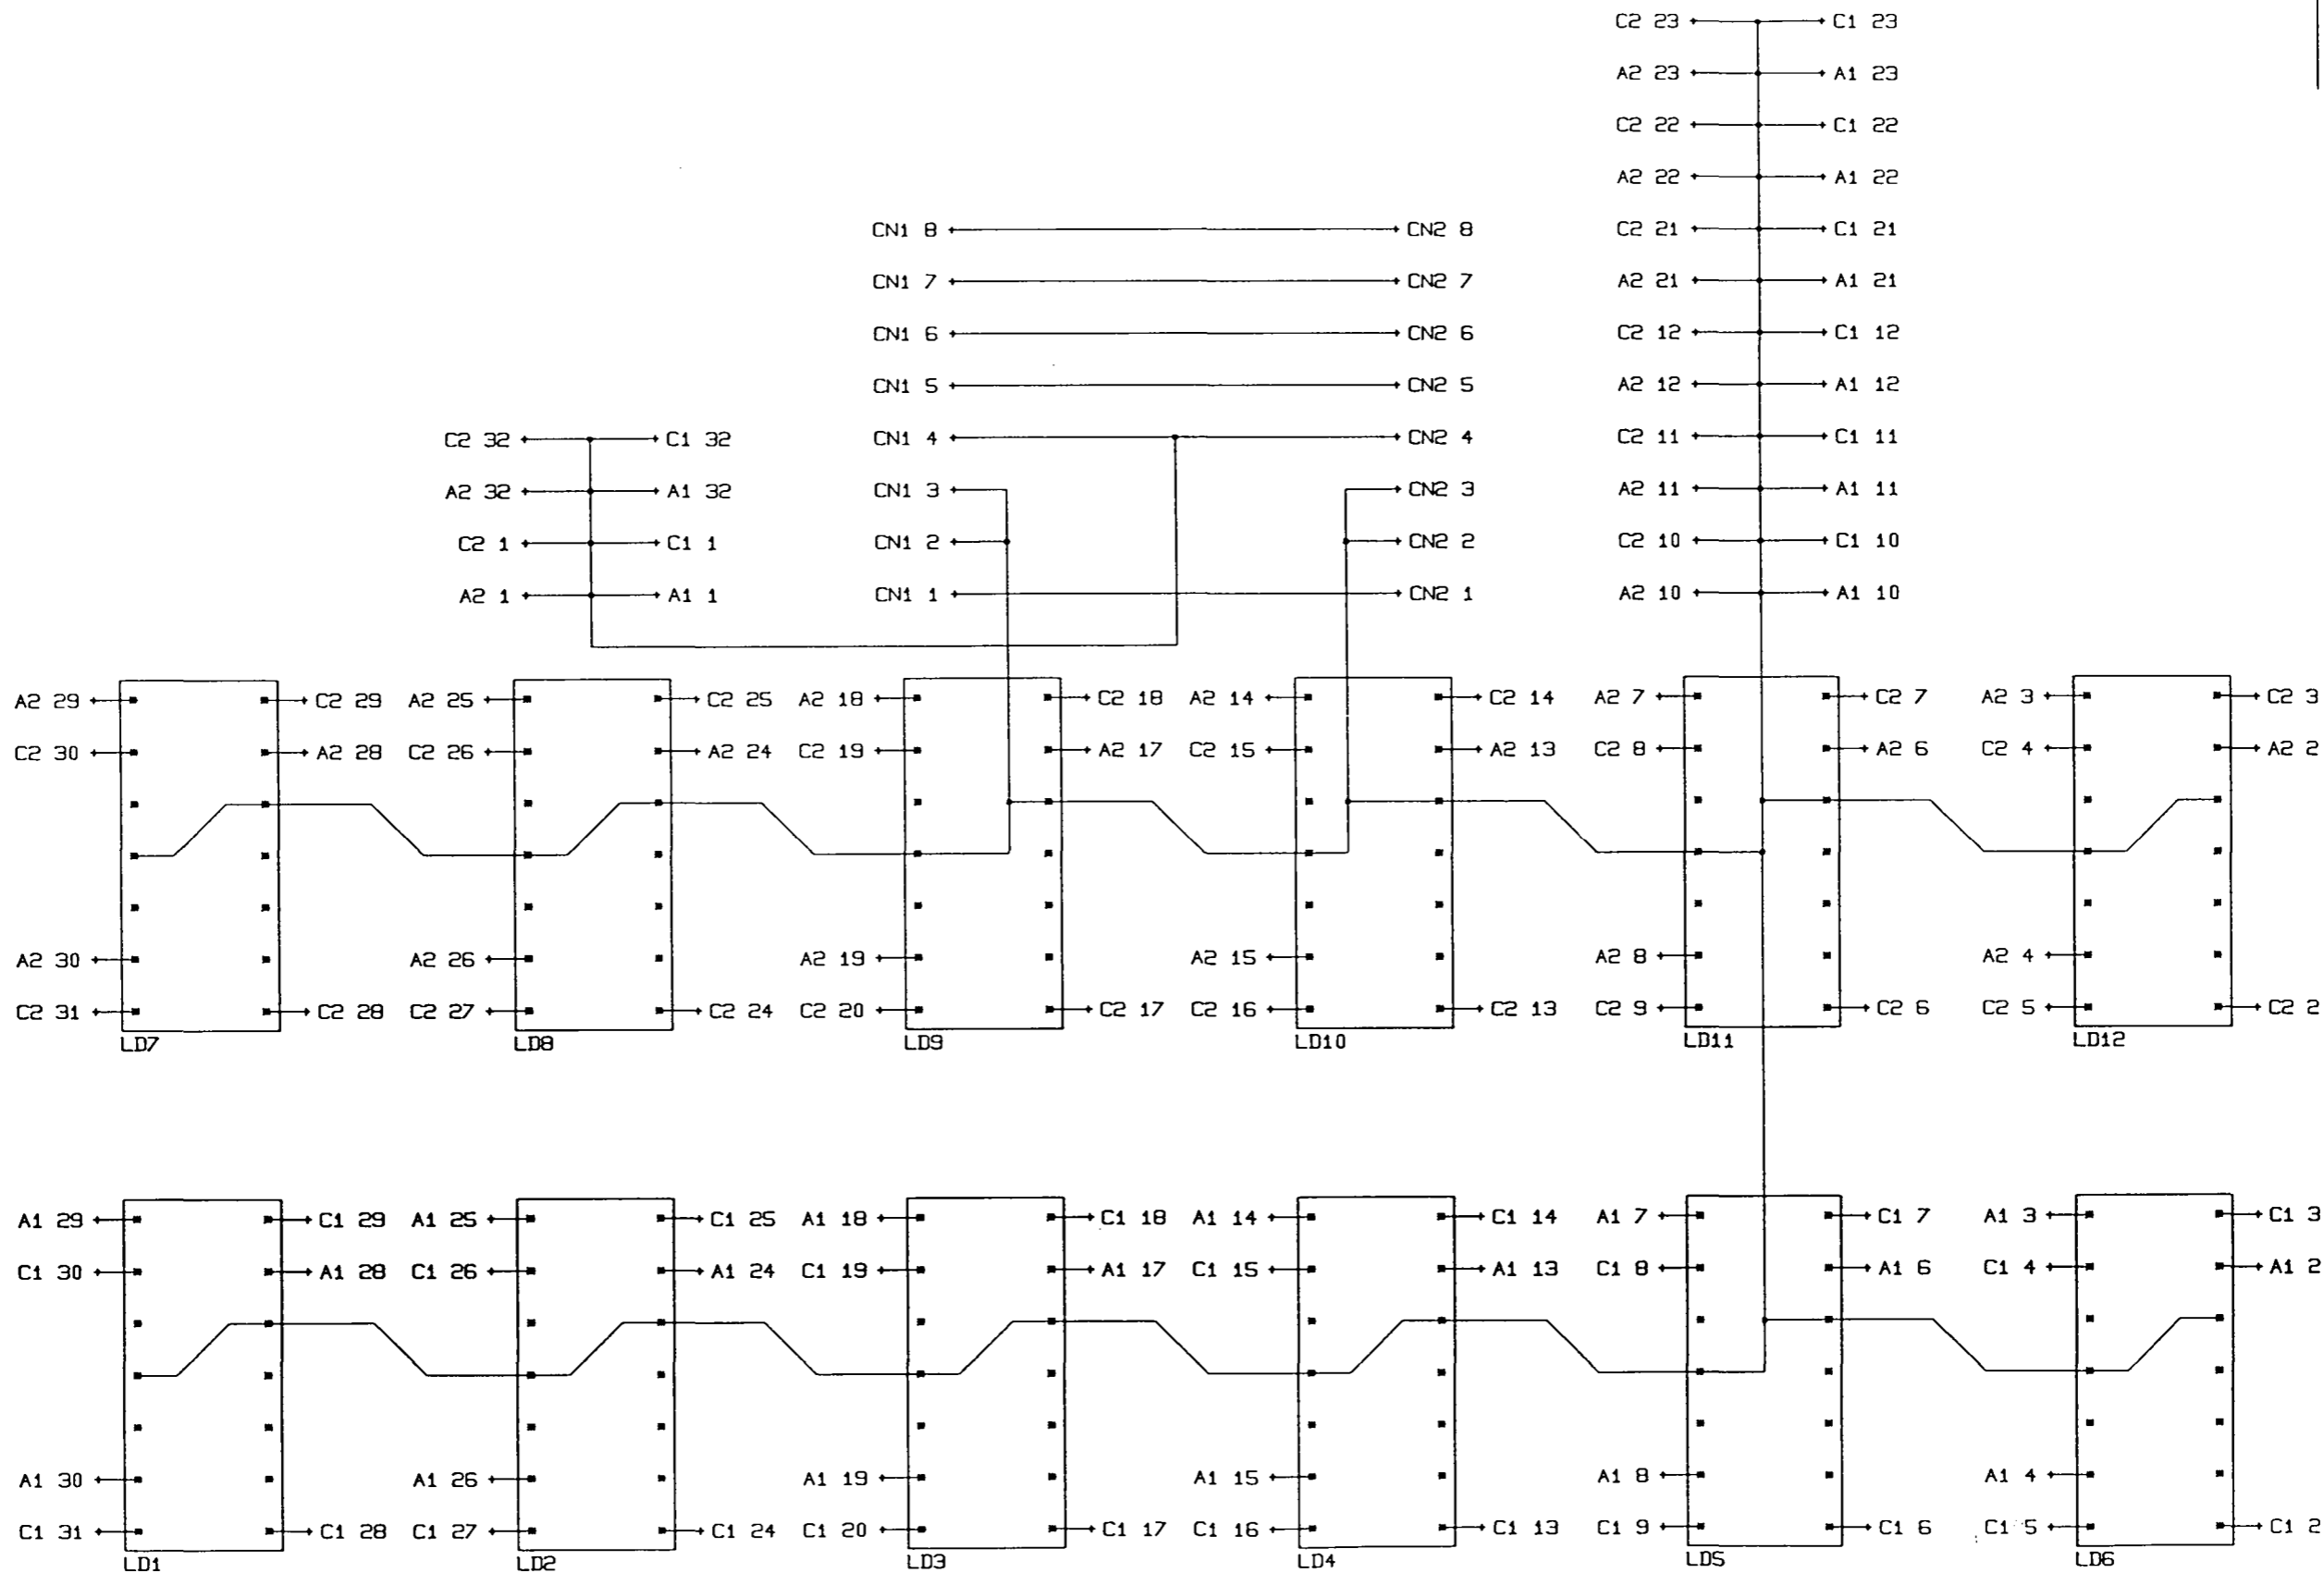 C2 23 C1 23
A2 23 A1 23
C2 22 C1 22
A2 22 A1 22
CN1 8 CN2 8 C2 21 C1 21
CN1 7 CN2 7 A2 21 A1 21
CN1 6 CN2 6 C2 12 C1 12
CN1 5 CN2 5 A2 12 A1 12
C2 32 C1 32 CN1 4 CN2 4 C2 11 C1 11
A2 32 A1 32 CN1 3 CN2 3 A2 11 A1 11
C2 1 C1 1 CN1 2 CN2 2 C2 10 C1 10
A2 1 A1 1 CN1 1 CN2 1 A2 10 A1 10
A2 29 C2 29 A2 25 C2 25 A2 18 C2 18 A2 14 C2 14 A2 7 C2 7 A2 3 C2 3
C2 30 A2 28 C2 26 A2 24 C2 19 A2 17 C2 15 A2 13 C2 8 A2 6 C2 4 A2 2
A2 30 A2 26 A2 19 A2 15 A2 8 A2 4
C2 31 C2 28 C2 27 C2 24 C2 20 C2 17 C2 16 C2 13 C2 9 C2 6 C2 5 C2 2
LD7 LD8 LD9 LD10 LD11 LD12
A1 29 C1 29 A1 25 C1 25 A1 18 C1 18 A1 14 C1 14 A1 7 C1 7 A1 3 C1 3
C1 30 A1 28 C1 26 A1 24 C1 19 A1 17 C1 15 A1 13 C1 8 A1 6 C1 4 A1 2
A1 30 A1 26 A1 19 A1 15 A1 8 A1 4
C1 31 C1 28 C1 27 C1 24 C1 20 C1 17 C1 16 C1 13 C1 9 C1 6 C1 5 C1 2
LD1 LD2 LD3 LD4 LD5 LD6